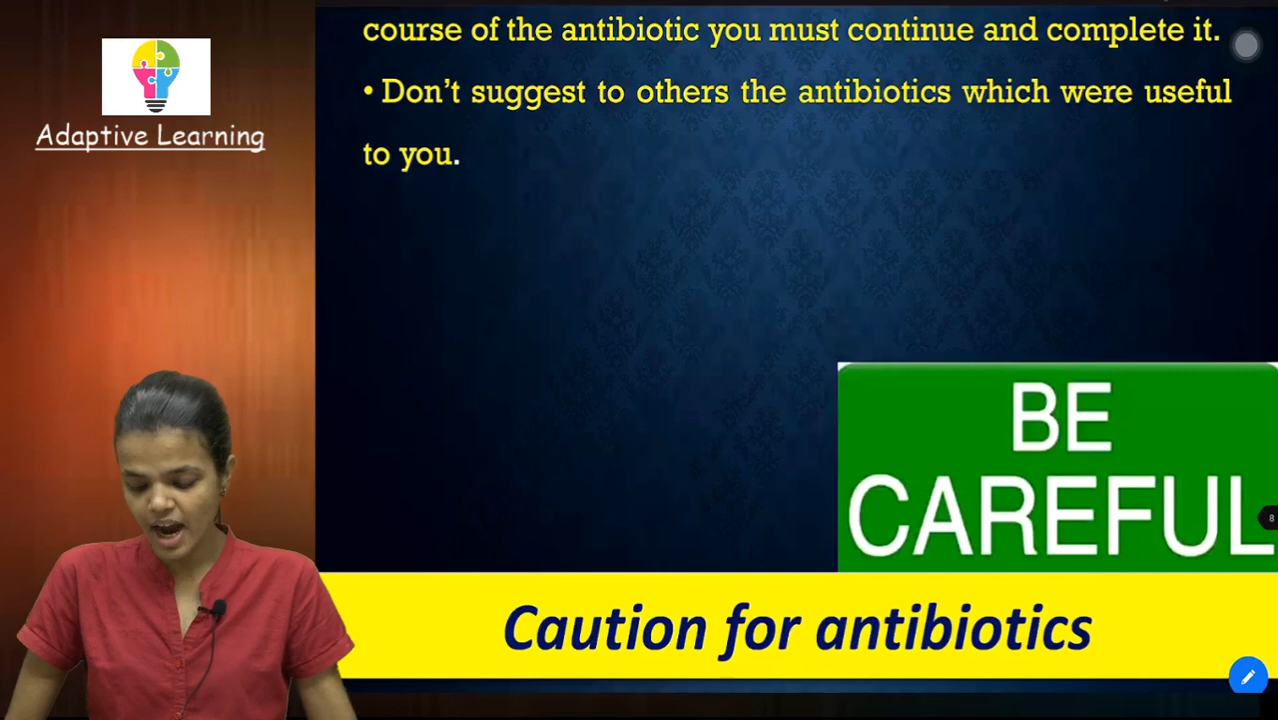 course of the antibiotic you must continue and complete it.
• Don't suggest to others the antibiotics which were useful
to you.
Adaptive Learning
BE
CAREFUL
8
Caution for antibiotics